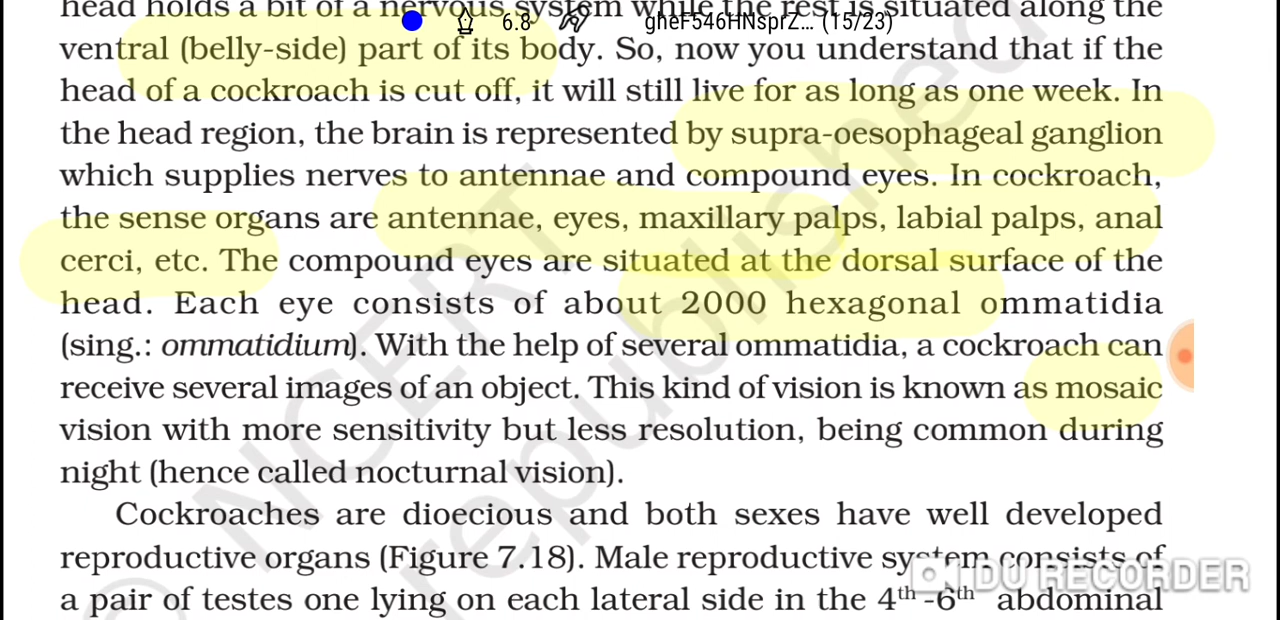 head holds a bit of a nervous system while the rest is situated along the
6.8 gheF546HNsprZ... (15/23)
ventral (belly-side) part of its body. So, now you understand that if the
head of a cockroach is cut off, it will still live for as long as one week. In
the head region, the brain is represented by supra-oesophageal ganglion
which supplies nerves to antennae and compound eyes. In cockroach,
the sense organs are antennae, eyes, maxillary palps, labial palps, anal
cerci, etc. The compound eyes are situated at the dorsal surface of the
head. Each eye consists of about 2000 hexagonal ommatidia
(sing.: ommatidium). With the help of several ommatidia, a cockroach can
receive several images of an object. This kind of vision is known as mosaic
vision with more sensitivity but less resolution, being common during
night (hence called nocturnal vision).
Cockroaches are dioecious and both sexes have well developed
reproductive organs (Figure 7.18). Male reproductive system consists of
a pair of testes one lying on each lateral side in the 4th -6th abdominal
DU RECORDER
© NCERT
republished